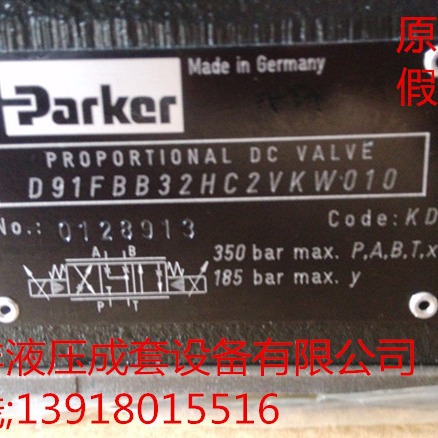 原
假
Made in Germany
Parker
PROPORTIONAL DC VALVE
D91FBB32HC2VKW010
No.: 0128913
Code: KD
A B
P T
350 bar max. P,A,B,T,x
185 bar max. y
液压成套设备有限公司
;13918015516